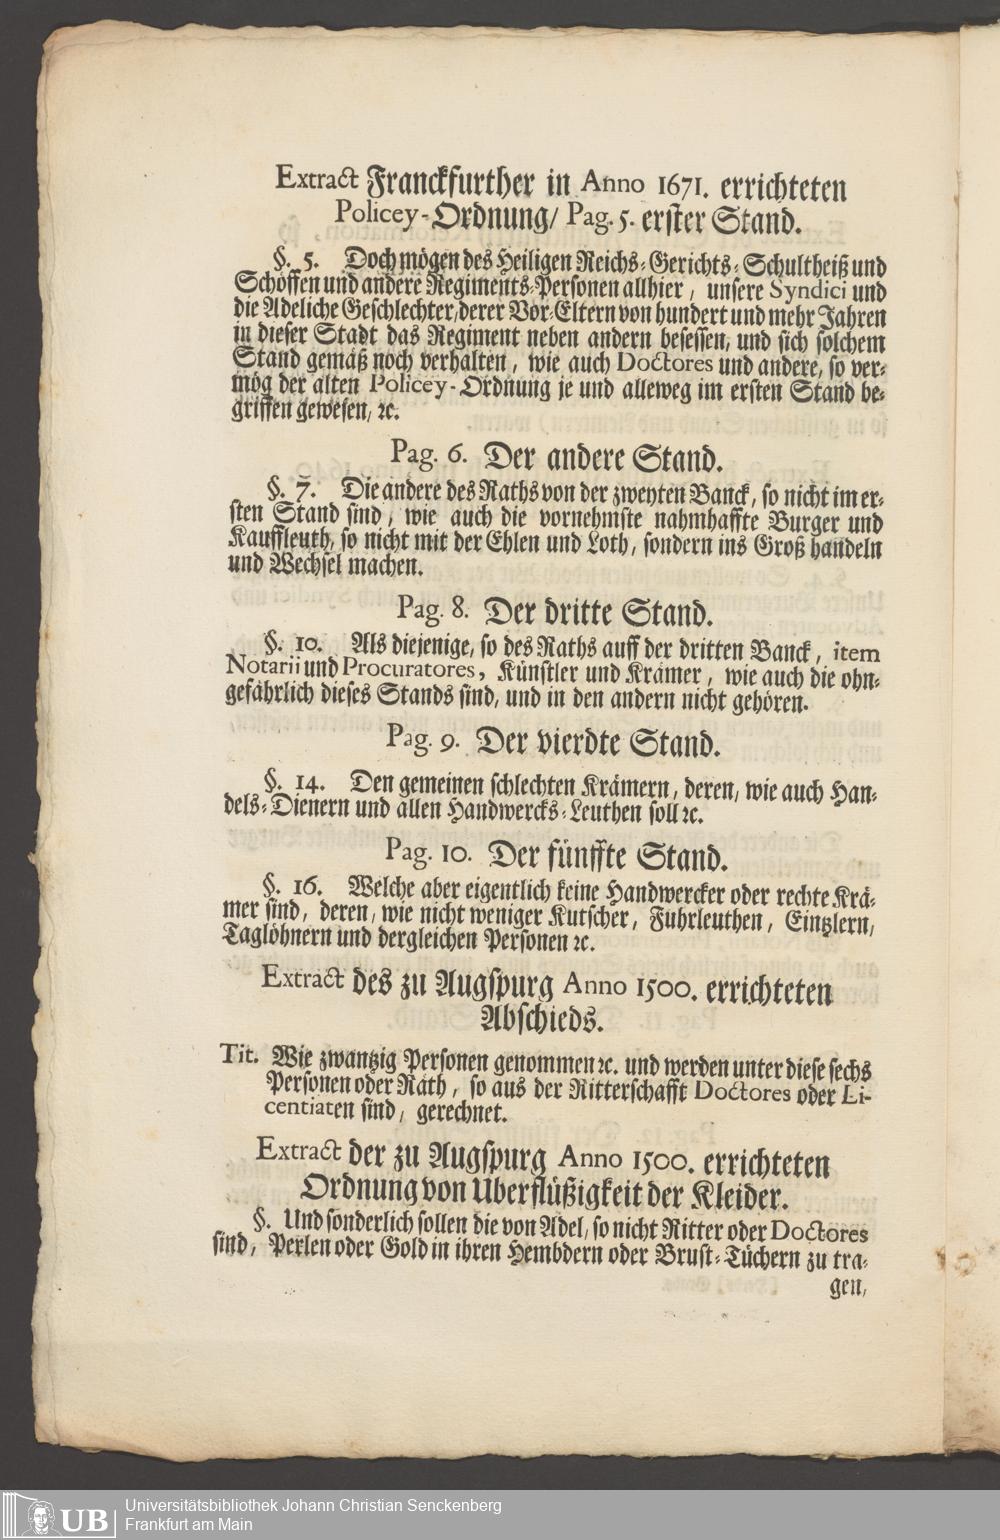 Extract Franckfurther in Anno 1671. errichteten
Policey-Ordnung/ Pag. 5. erster Stand.
§. 5. Doch mögen des Heiligen Reichs-Gerichts-Schultheiß und
Schöffen und andere Regiments-Personen allhier, unsere Syndici und
die Adeliche Geschlechter, derer Vor-Eltern von hundert und mehr Jahren
in dieser Stadt das Regiment neben andern besessen, und sich solchem
Stand gemäß noch verhalten, wie auch Doctores und andere, so ver-
mög der alten Policey-Ordnung je und alleweg im ersten Stand be-
griffen gewesen, ꝛc.
Pag. 6. Der andere Stand.
§. 7. Die andere des Raths von der zweyten Banck, so nicht im er-
sten Stand sind, wie auch die vornehmste nahmhaffte Burger und
Kauffleuth, so nicht mit der Ehlen und Loth, sondern ins Groß handeln
und Wechsel machen.
Pag. 8. Der dritte Stand.
§. 10. Als diejenige, so des Raths auff der dritten Banck, item
Notarii und Procuratores, Künstler und Krämer, wie auch die ohn-
gefährlich dieses Stands sind, und in den andern nicht gehören.
Pag. 9. Der vierdte Stand.
§. 14. Den gemeinen schlechten Krämern, deren, wie auch Han-
dels-Dienern und allen Handwercks-Leuthen soll ꝛc.
Pag. 10. Der fünffte Stand.
§. 16. Welche aber eigentlich keine Handwercker oder rechte Krä-
mer sind, deren, wie nicht weniger Kutscher, Fuhrleuthen, Eintzlern,
Taglöhnern und dergleichen Personen ꝛc.
Extract des zu Augspurg Anno 1500. errichteten
Abschieds.
Tit. Wie zwantzig Personen genommen ꝛc. und werden unter diese sechs
Personen oder Räth, so aus der Ritterschafft Doctores oder Li-
centiaten sind, gerechnet.
Extract der zu Augspurg Anno 1500. errichteten
Ordnung von Uberflüßigkeit der Kleider.
§. Und sonderlich sollen die von Adel, so nicht Ritter oder Doctores
sind, Perlen oder Gold in ihren Hembdern oder Brust-Tüchern zu tra-
gen,
UB
Universitätsbibliothek Johann Christian Senckenberg
Frankfurt am Main